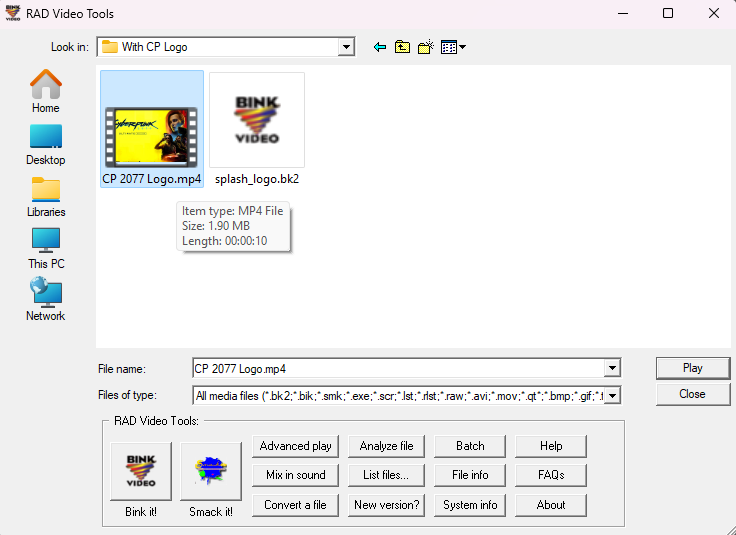 RAD Video Tools
Look in:
With CP Logo
Home
Desktop
Libraries
This PC
Network
CYBERPUNK
CP 2077 Logo.mp4
BINK
VIDEO
splash_logo.bk2
Item type: MP4 File
Size: 1.90 MB
Length: 00:00:10
File name:
CP 2077 Logo.mp4
Play
Files of type:
All media files (*.bk2;*.bik;*.smk;*.exe;*.scr;*.lst;*.rlst;*.raw;*.avi;*.mov;*.qt*;*.bmp;*.gif;*.t
Close
RAD Video Tools:
BINK
VIDEO
Bink it!
Smack it!
Advanced play
Analyze file
Batch
Help
Mix in sound
List files...
File info
FAQs
Convert a file
New version?
System info
About